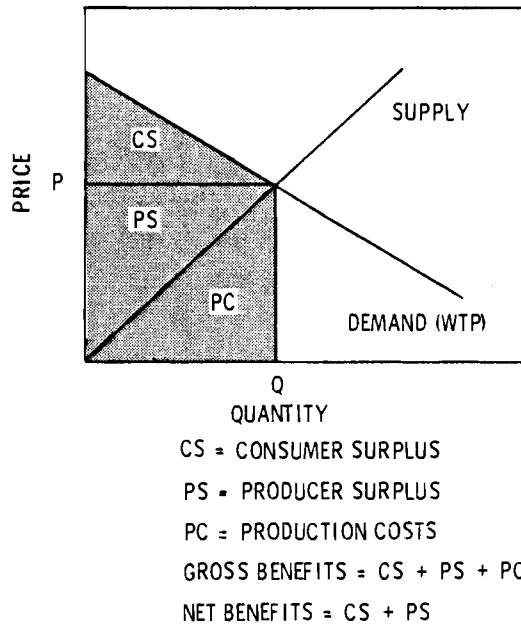 CS
SUPPLY
P
PRICE
PS
PC
DEMAND (WTP)
Q
QUANTITY
CS = CONSUMER SURPLUS
PS = PRODUCER SURPLUS
PC = PRODUCTION COSTS
GROSS BENEFITS = CS + PS + PC
NET BENEFITS = CS + PS